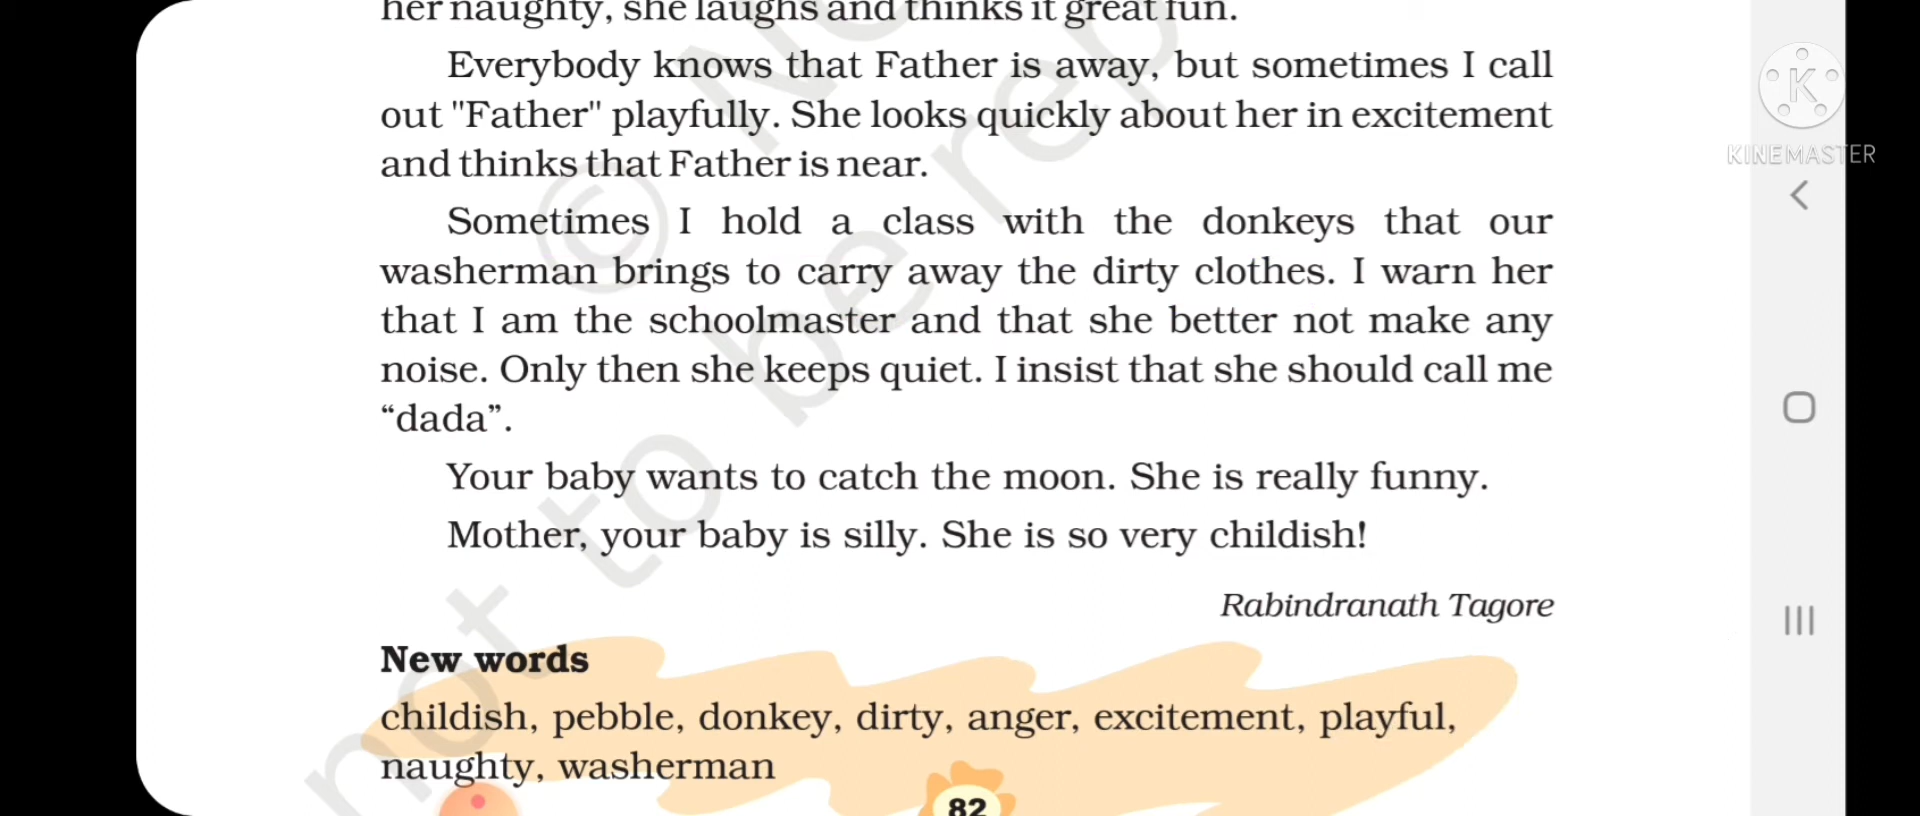 her naughty, she laughs and thinks it great fun.
Everybody knows that Father is away, but sometimes I call
out "Father" playfully. She looks quickly about her in excitement
and thinks that Father is near.
Sometimes I hold a class with the donkeys that our
washerman brings to carry away the dirty clothes. I warn her
that I am the schoolmaster and that she better not make any
noise. Only then she keeps quiet. I insist that she should call me
“dada”.
Your baby wants to catch the moon. She is really funny.
Mother, your baby is silly. She is so very childish!
Rabindranath Tagore
New words
childish, pebble, donkey, dirty, anger, excitement, playful,
naughty, washerman
82
K
KINEMASTER
©
not to be rep